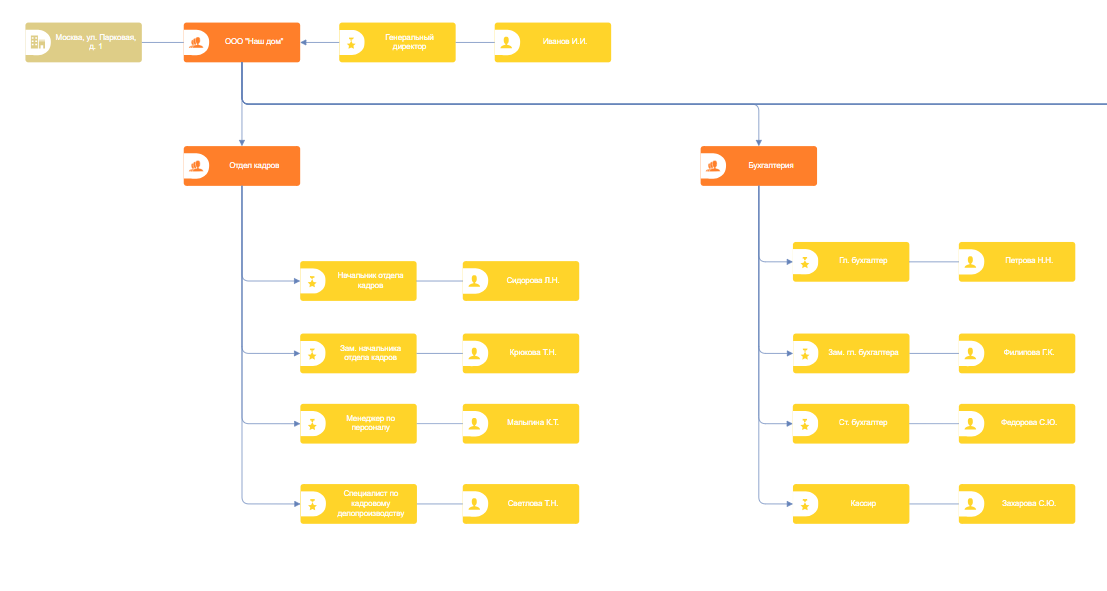 Москва, ул. Парковая,
д. 1
ООО "Наш дом"
Генеральный
директор
Иванов И.И.
Отдел кадров
Бухгалтерия
Начальник отдела
кадров
Сидорова Л.Н.
Гл. бухгалтер
Петрова Н.Н.
Зам. начальника
отдела кадров
Крюкова Т.Н.
Зам. гл. бухгалтера
Филипова Г.К.
Менеджер по
персоналу
Малыгина К.Т.
Ст. бухгалтер
Федорова С.Ю.
Специалист по
кадровому
делопроизводству
Светлова Т.Н.
Кассир
Захарова С.Ю.